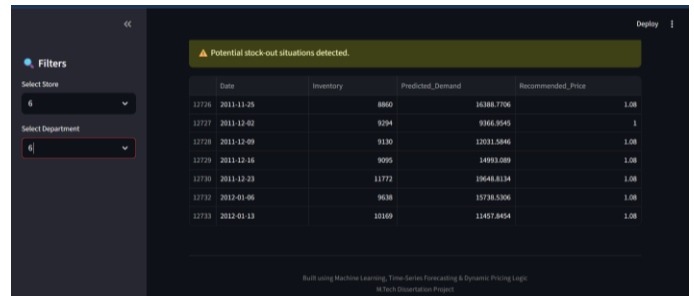 Deploy
Filters
Select Store
6
Select Department
6
Potential stock-out situations detected.
Date Inventory Predicted_Demand Recommended_Price
12726 2011-11-25 8860 16388.7706 1.08
12727 2011-12-02 9294 9366.9545 1
12728 2011-12-09 9130 12031.5846 1.08
12729 2011-12-16 9095 14993.089 1.08
12730 2011-12-23 11772 19648.8134 1.08
12732 2012-01-06 9638 15738.5306 1.08
12733 2012-01-13 10169 11457.8454 1.08
Built using Machine Learning, Time-Series Forecasting & Dynamic Pricing Logic
M.Tech Dissertation Project